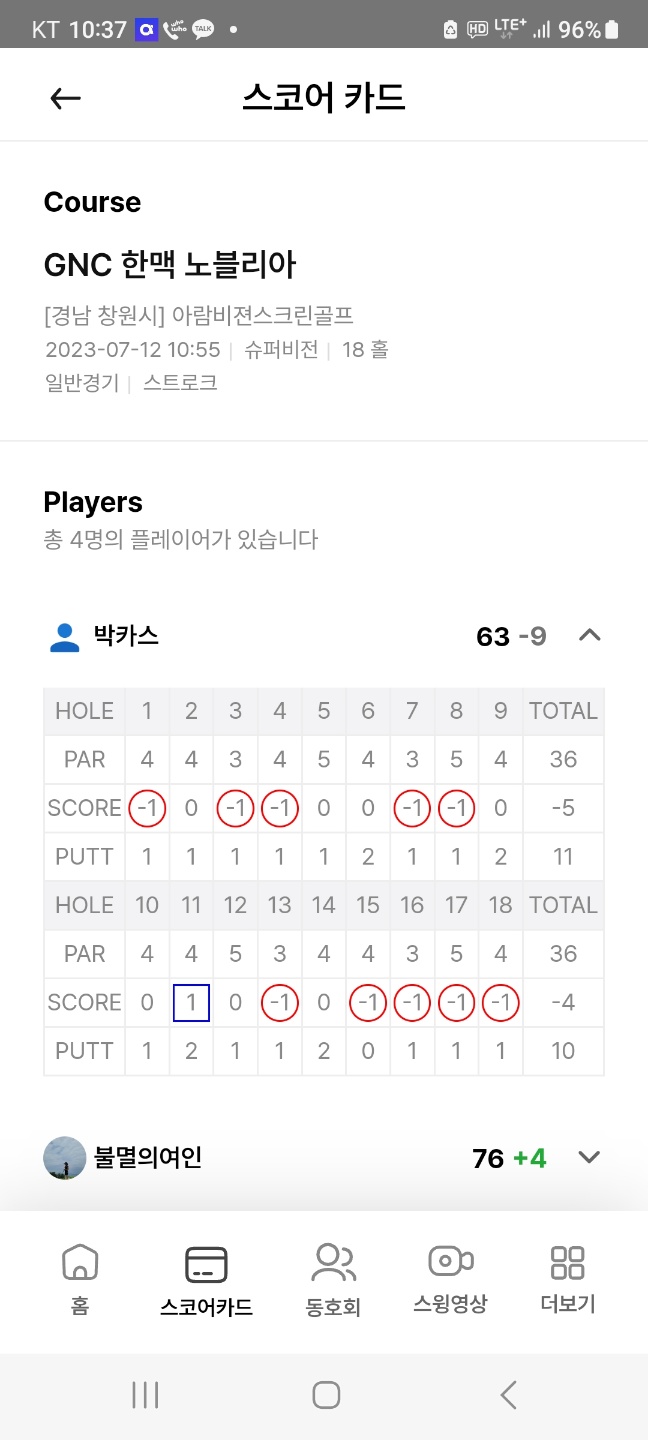 KT 10:37 TALK HD LTE+ 96%
스코어 카드
Course
GNC 한맥 노블리아
[경남 창원시] 아람비젼스크린골프
2023-07-12 10:55 | 슈퍼비전 | 18 홀
일반경기 | 스트로크
Players
총 4명의 플레이어가 있습니다
박카스 63 -9
HOLE 1 2 3 4 5 6 7 8 9 TOTAL
PAR 4 4 3 4 5 4 3 5 4 36
SCORE -1 0 -1 -1 0 0 -1 -1 0 -5
PUTT 1 1 1 1 1 2 1 1 2 11
HOLE 10 11 12 13 14 15 16 17 18 TOTAL
PAR 4 4 5 3 4 4 3 5 4 36
SCORE 0 1 0 -1 0 -1 -1 -1 -1 -4
PUTT 1 2 1 1 2 0 1 1 1 10
불멸의여인 76 +4
홈 스코어카드 동호회 스윙영상 더보기